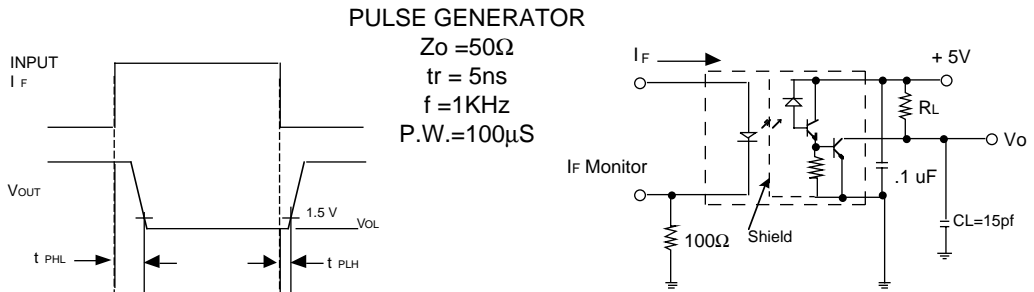 PULSE GENERATOR
Zo =50Ω
tr = 5ns
f =1KHz
P.W.=100µS
INPUT
I F
VOUT
1.5 V
VOL
t PHL
t PLH
I F
+ 5V
RL
Vo
IF Monitor
.1 uF
100Ω
Shield
CL=15pf